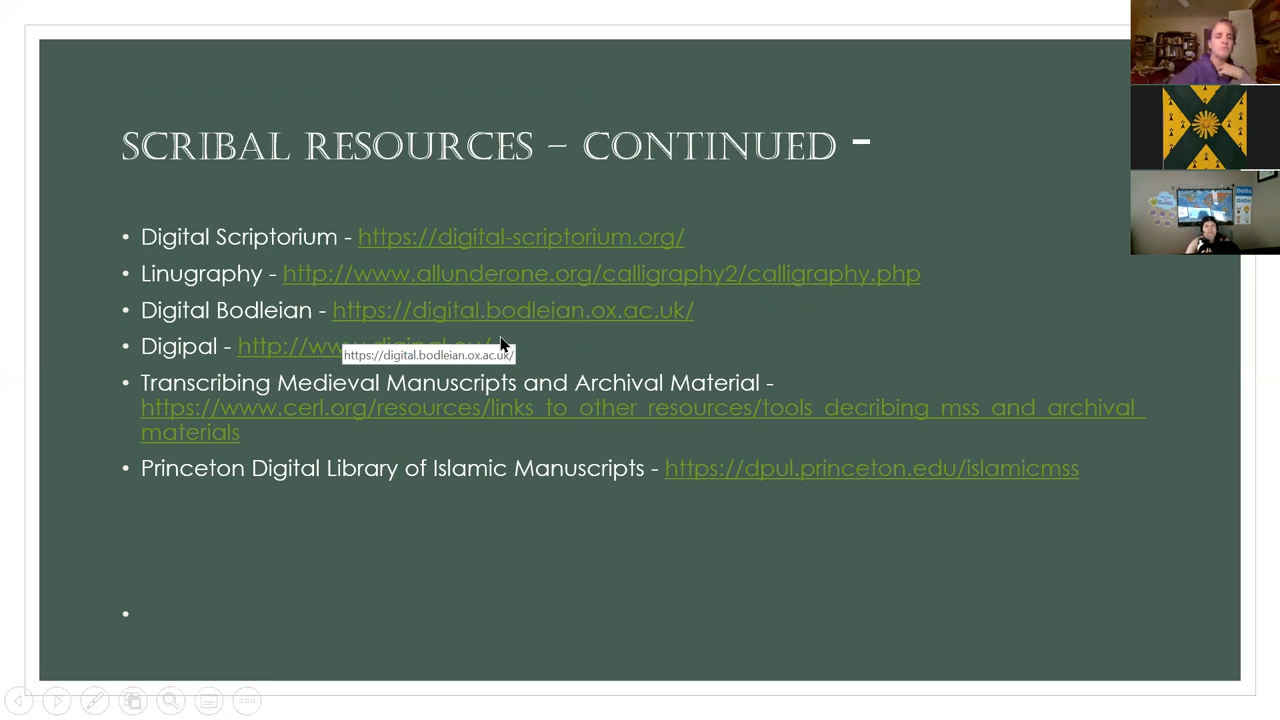 SCRIBAL RESOURCES – CONTINUED -
• Digital Scriptorium - https://digital-scriptorium.org/
• Linugraphy - http://www.allunderone.org/calligraphy2/calligraphy.php
• Digital Bodleian - https://digital.bodleian.ox.ac.uk/
• Digipal - http://ww
https://digital.bodleian.ox.ac.uk/
• Transcribing Medieval Manuscripts and Archival Material -
https://www.cerl.org/resources/links_to_other_resources/tools_decribing_mss_and_archival_
materials
• Princeton Digital Library of Islamic Manuscripts - https://dpul.princeton.edu/islamicmss
•